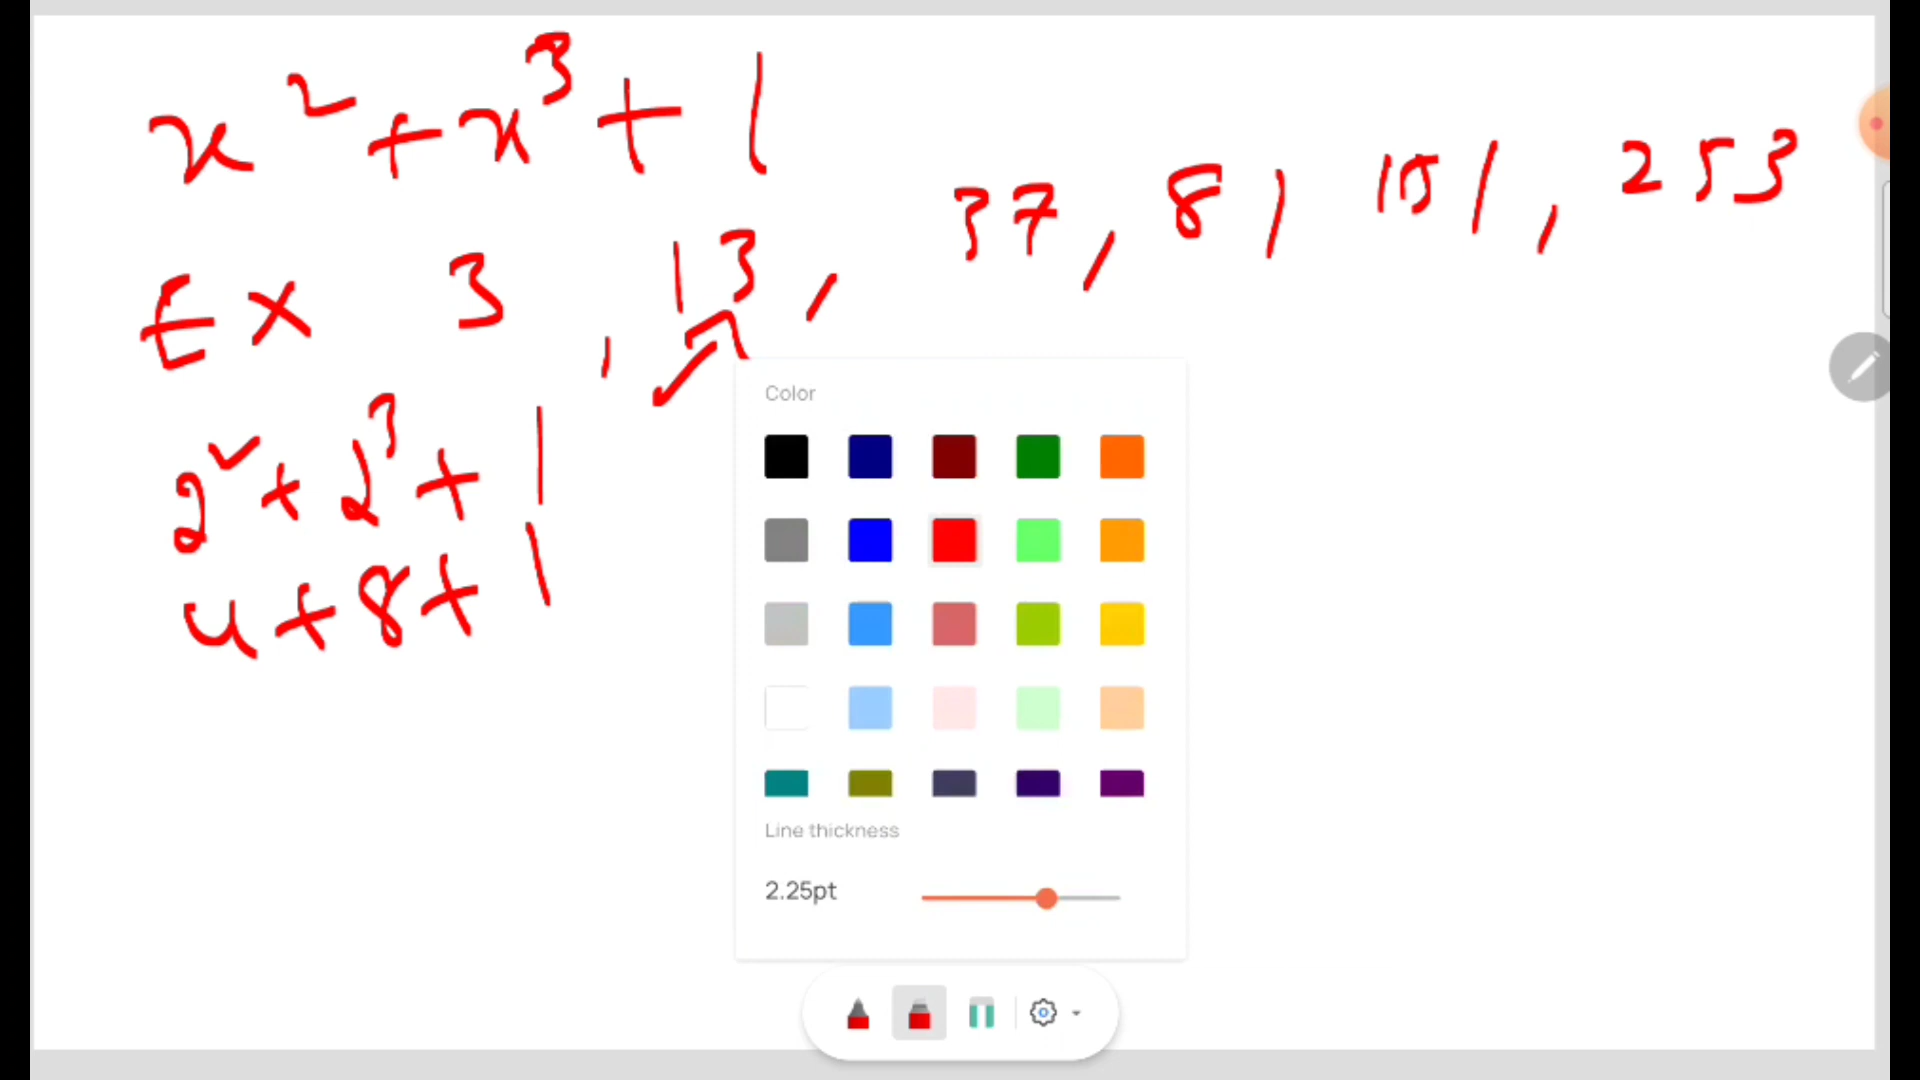 x² + x³ + 1
Ex 3, 13, 37, 81, 151, 253
2² + 2³ + 1
4 + 8 + 1
Color
Line thickness
2.25pt